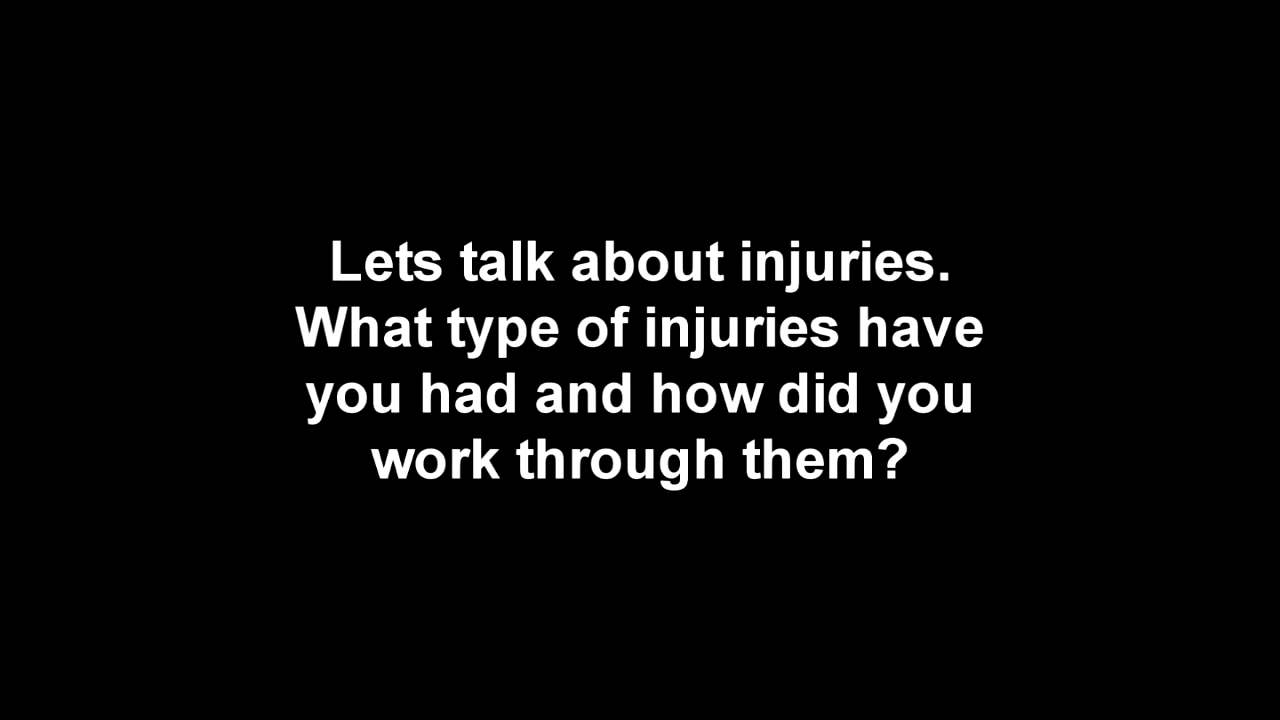 Lets talk about injuries.
What type of injuries have
you had and how did you
work through them?